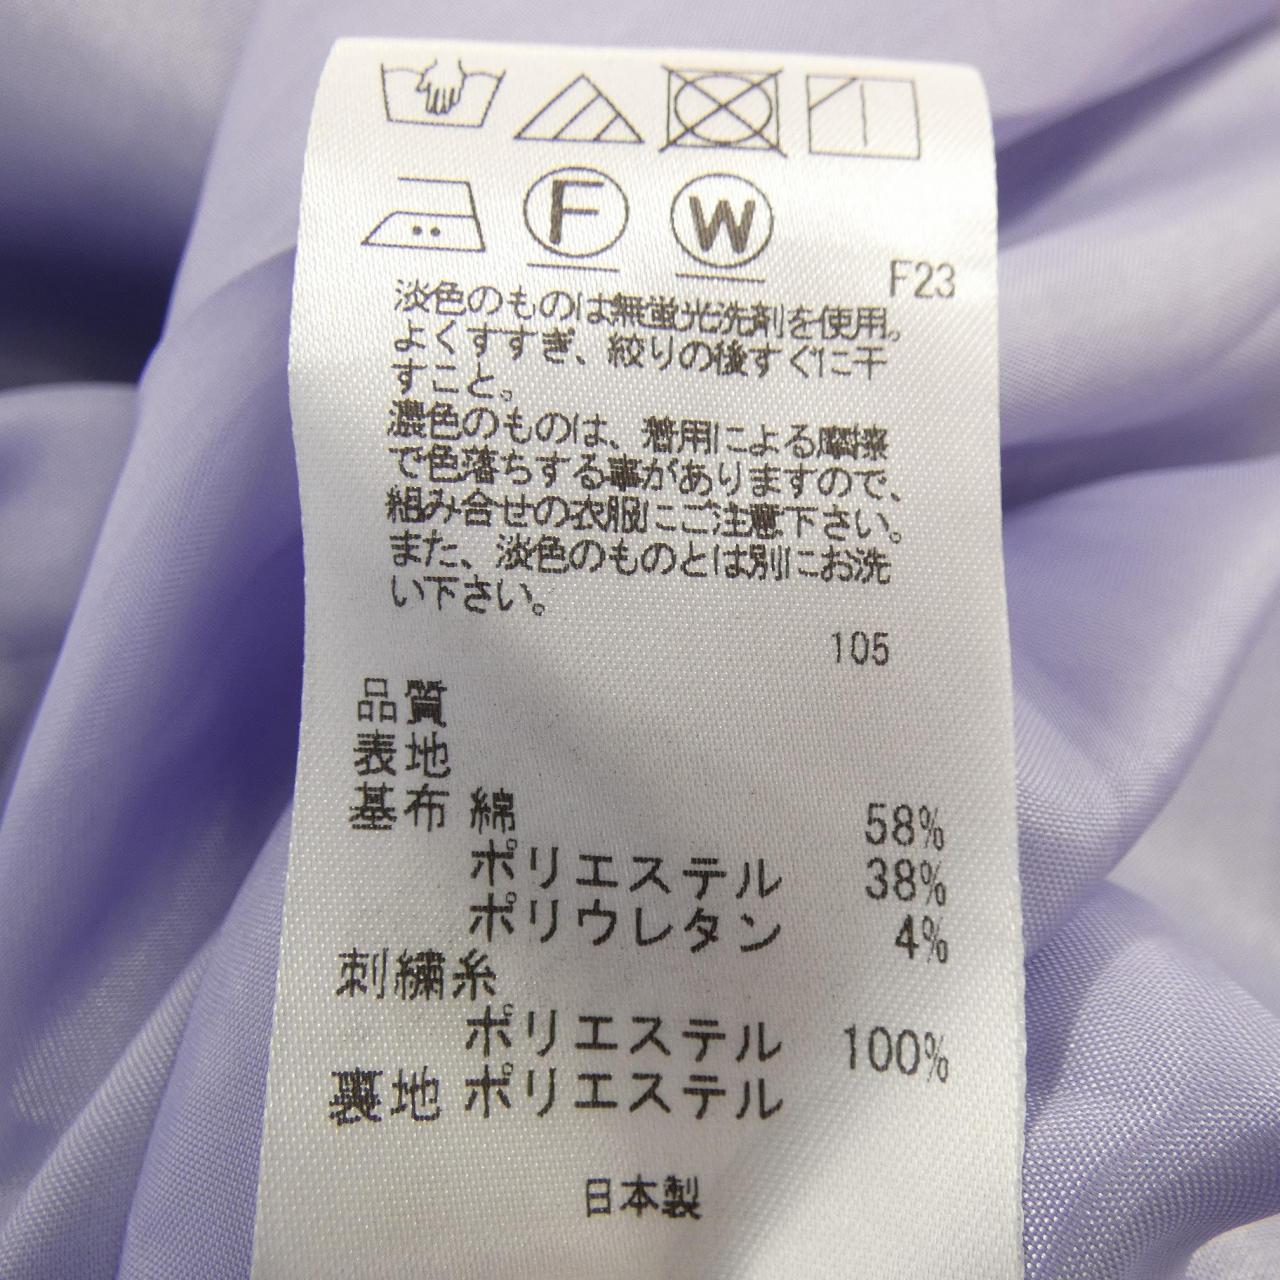 F W
F23
淡色のものは無蛍光洗剤を使用。
よくすすぎ、絞りの後すぐに干
すこと。
濃色のものは、着用による摩擦
で色落ちする事がありますので、
組み合せの衣服にご注意下さい。
また、淡色のものとは別にお洗
い下さい。
105
品質
表地
基布 綿 58%
ポリエステル 38%
ポリウレタン 4%
刺繍糸
ポリエステル 100%
裏地 ポリエステル
日本製